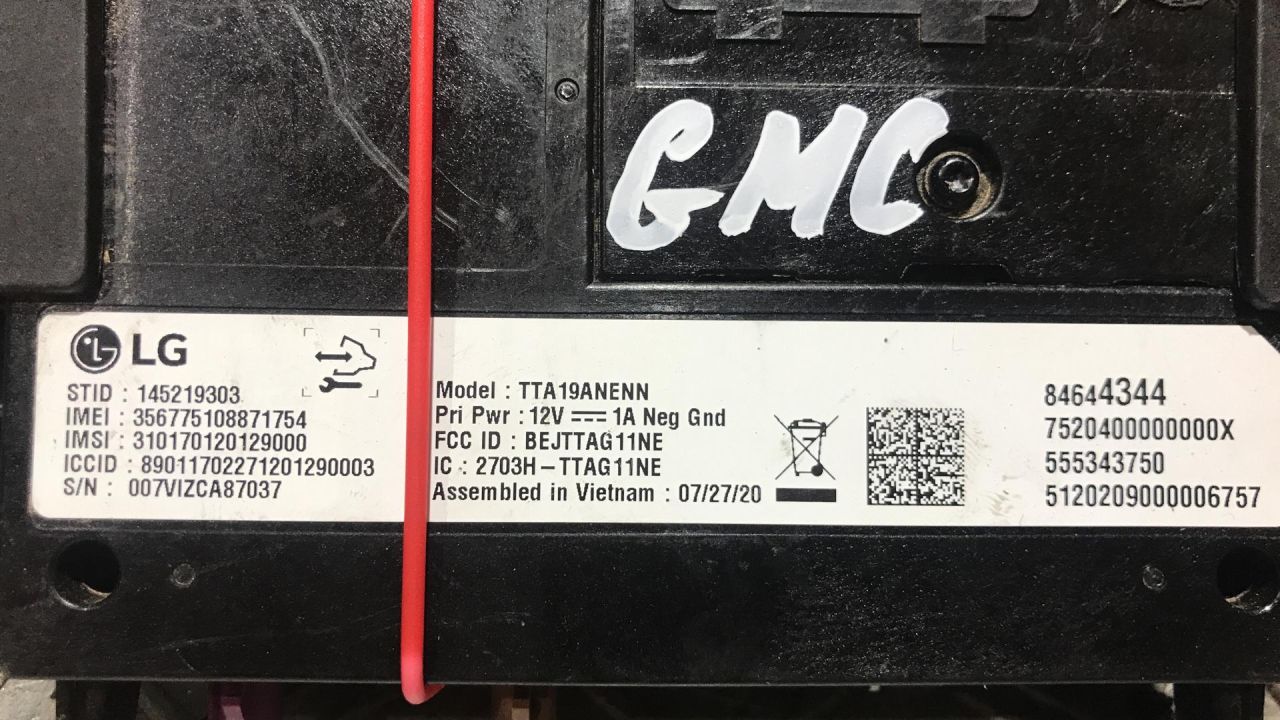 GMC
LG
STID : 145219303
IMEI : 356775108871754
IMSI : 310170120129000
ICCID : 89011702271201290003
S/N : 007VIZCA87037
Model : TTA19ANENN
Pri Pwr : 12V 1A Neg Gnd
FCC ID : BEJTTAG11NE
IC : 2703H-TTAG11NE
Assembled in Vietnam : 07/27/20
84644344
7520400000000X
555343750
5120209000006757